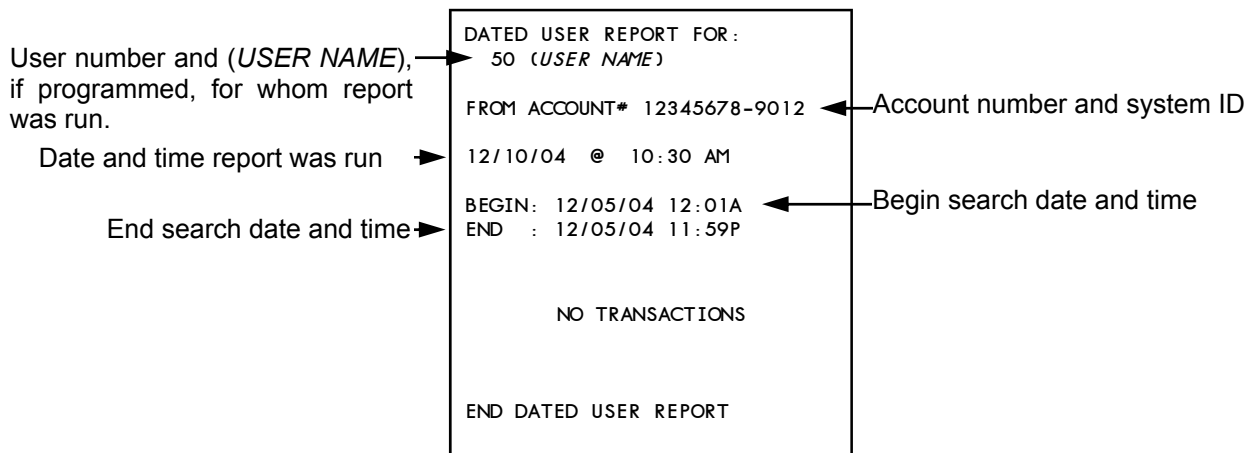 DATED USER REPORT FOR:
User number and (USER NAME),
50 (USER NAME)
if programmed, for whom report
was run.
FROM ACCOUNT# 12345678-9012
Account number and system ID
Date and time report was run
12/10/04 @ 10:30 AM
BEGIN: 12/05/04 12:01A
Begin search date and time
End search date and time
END : 12/05/04 11:59P
NO TRANSACTIONS
END DATED USER REPORT